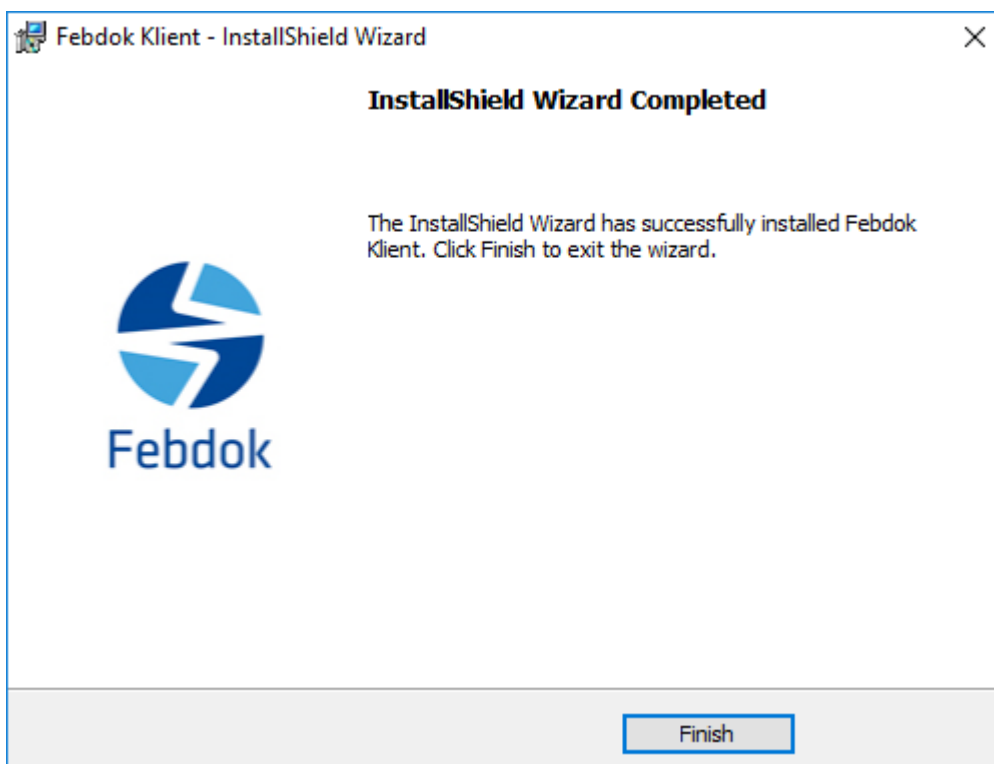 Febdok Klient - InstallShield Wizard
InstallShield Wizard Completed
The InstallShield Wizard has successfully installed Febdok
Klient. Click Finish to exit the wizard.
Febdok
Finish